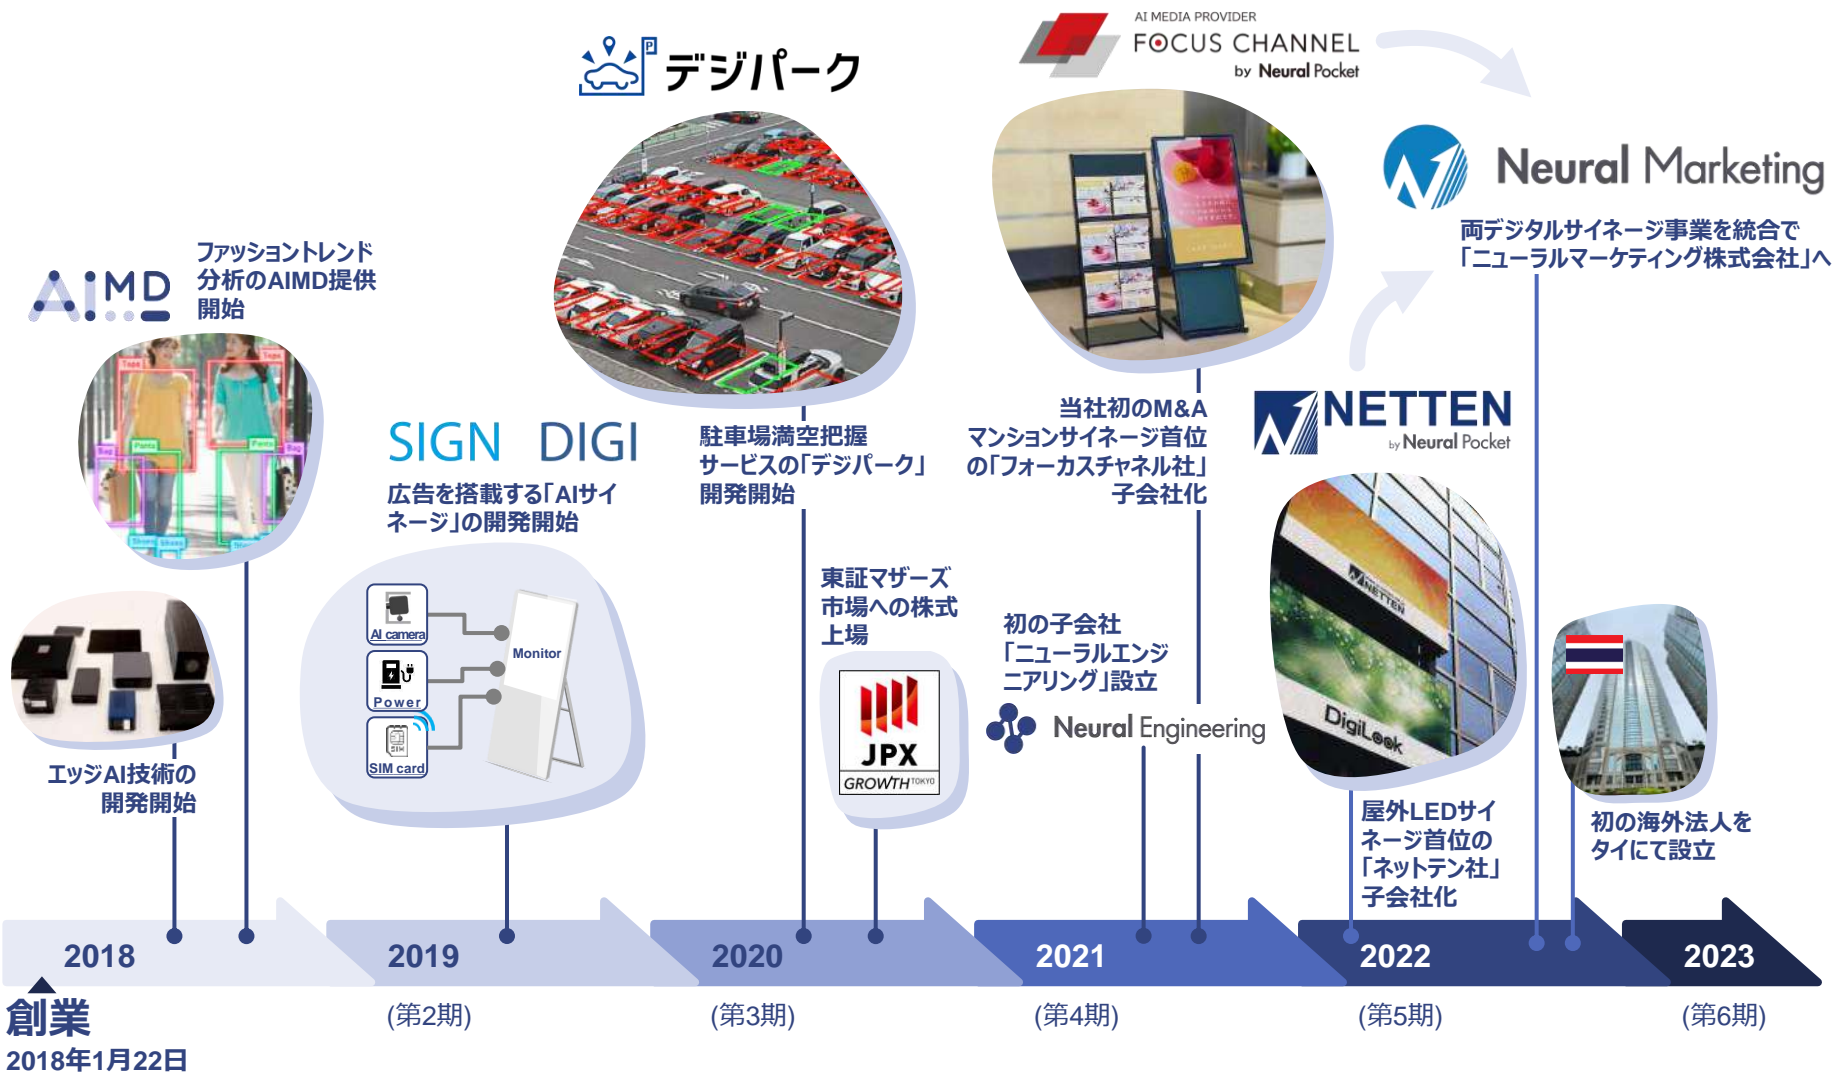 AI MEDIA PROVIDER
FOCUS CHANNEL
by Neural Pocket
P
デジパーク
Neural Marketing
両デジタルサイネージ事業を統合で
「ニューラルマーケティング株式会社」へ
AIMD
ファッショントレンド
分析のAIMD提供
開始
Tops
Tops
Pants
Pants
Bag
Bag
Shoes
Shoes
SIGN DIGI
広告を搭載する「AIサイ
ネージ」の開発開始
駐車場満空把握
サービスの「デジパーク」
開発開始
当社初のM&A
マンションサイネージ首位
の「フォーカスチャネル社」
子会社化
NETTEN
by Neural Pocket
NETTEN
DigiLook
AI camera
Power
SIM
SIM card
Monitor
東証マザーズ
市場への株式
上場
JPX
GROWTH TOKYO
初の子会社
「ニューラルエンジ
ニアリング」設立
Neural Engineering
エッジAI技術の
開発開始
屋外LEDサイ
ネージ首位の
「ネットテン社」
子会社化
初の海外法人を
タイにて設立
2018
2019
2020
2021
2022
2023
創業
2018年1月22日
(第2期)
(第3期)
(第4期)
(第5期)
(第6期)